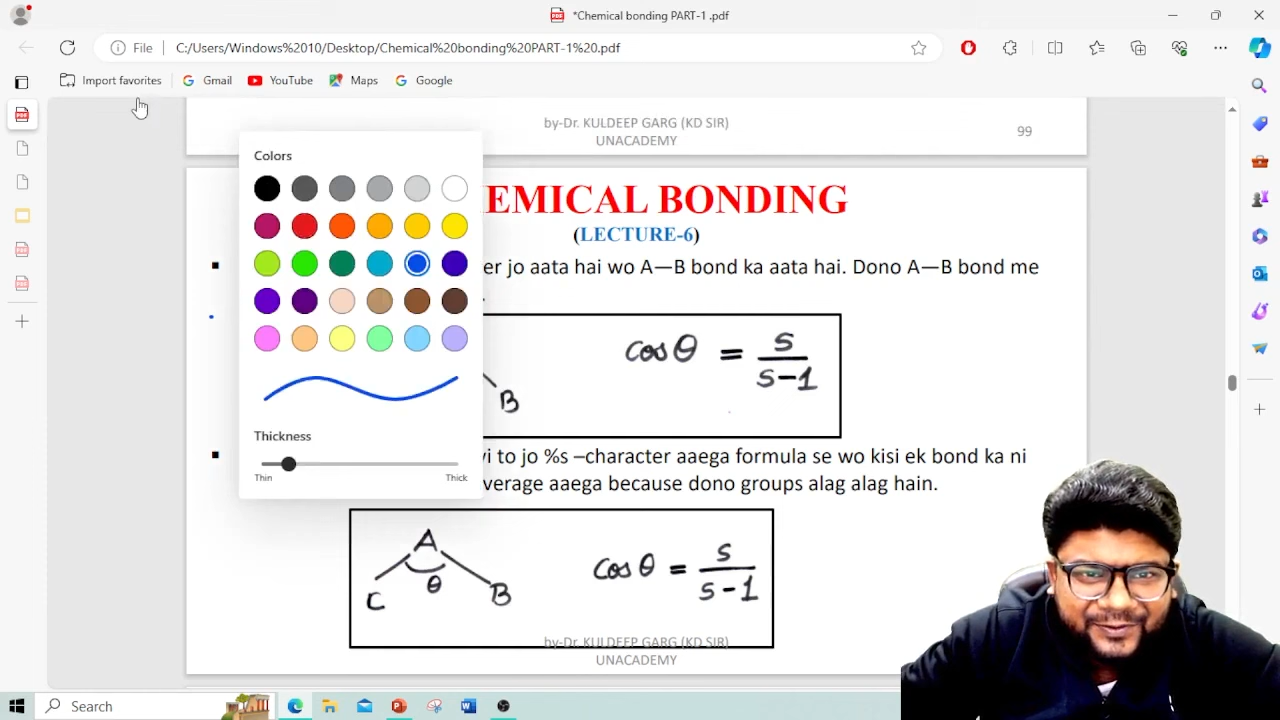 *Chemical bonding PART-1 .pdf
File
C:/Users/Windows%2010/Desktop/Chemical%20bonding%20PART-1%20.pdf
Import favorites
Gmail
YouTube
Maps
Google
by-Dr. KULDEEP GARG (KD SIR)
UNACADEMY
99
Colors
EMICAL BONDING
(LECTURE-6)
er jo aata hai wo A—B bond ka aata hai. Dono A—B bond me
B
cos θ = s/s-1
Thickness
Thin
Thick
vi to jo %s –character aaega formula se wo kisi ek bond ka ni
verage aaega because dono groups alag alag hain.
A
θ
C
B
cos θ = s/s-1
by-Dr. KULDEEP GARG (KD SIR)
UNACADEMY
Search